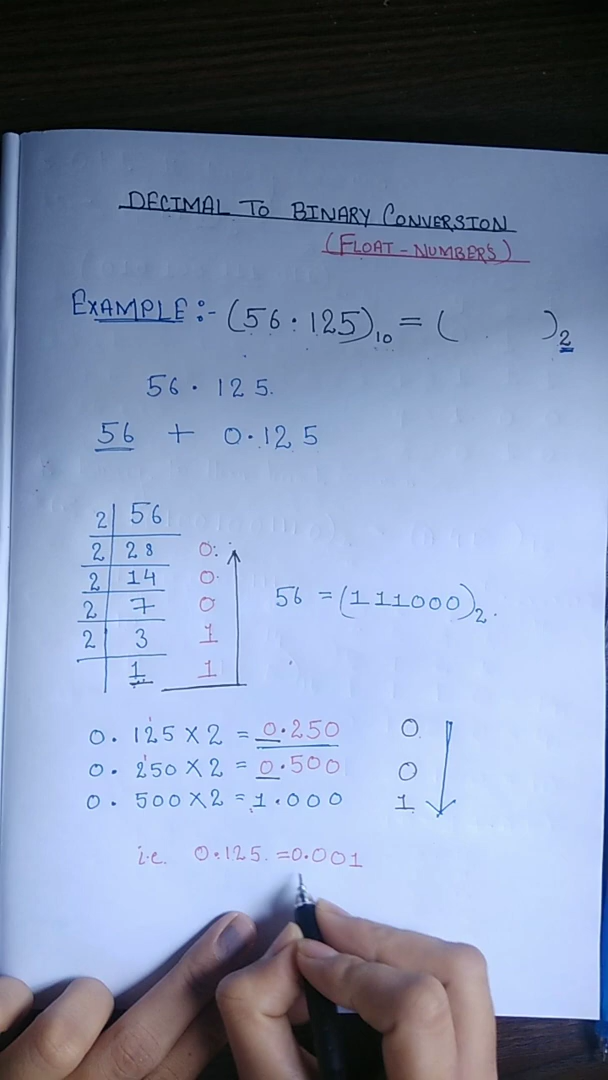 DECIMAL TO BINARY CONVERSION
(FLOAT - NUMBERS)
EXAMPLE :- (56.125)10 = ( )2
56.125.
56 + 0.125
2 56
2 28 0.
2 14 0.
2 7 0
2 3 1
1 1
56 = (111000)2.
0.125 X 2 = 0.250 0
0.250 X 2 = 0.500 0
0.500 X 2 = 1.000 1
i.e. 0.125. = 0.001